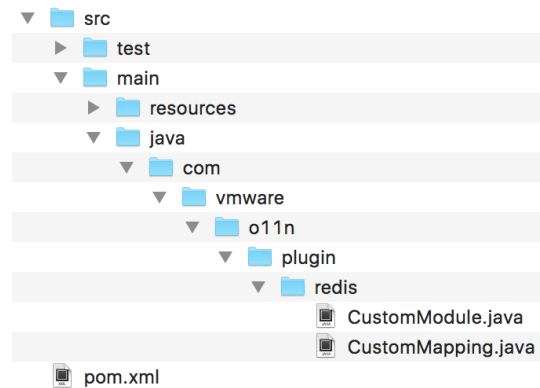 src
test
main
resources
java
com
vmware
o11n
plugin
redis
CustomModule.java
CustomMapping.java
pom.xml